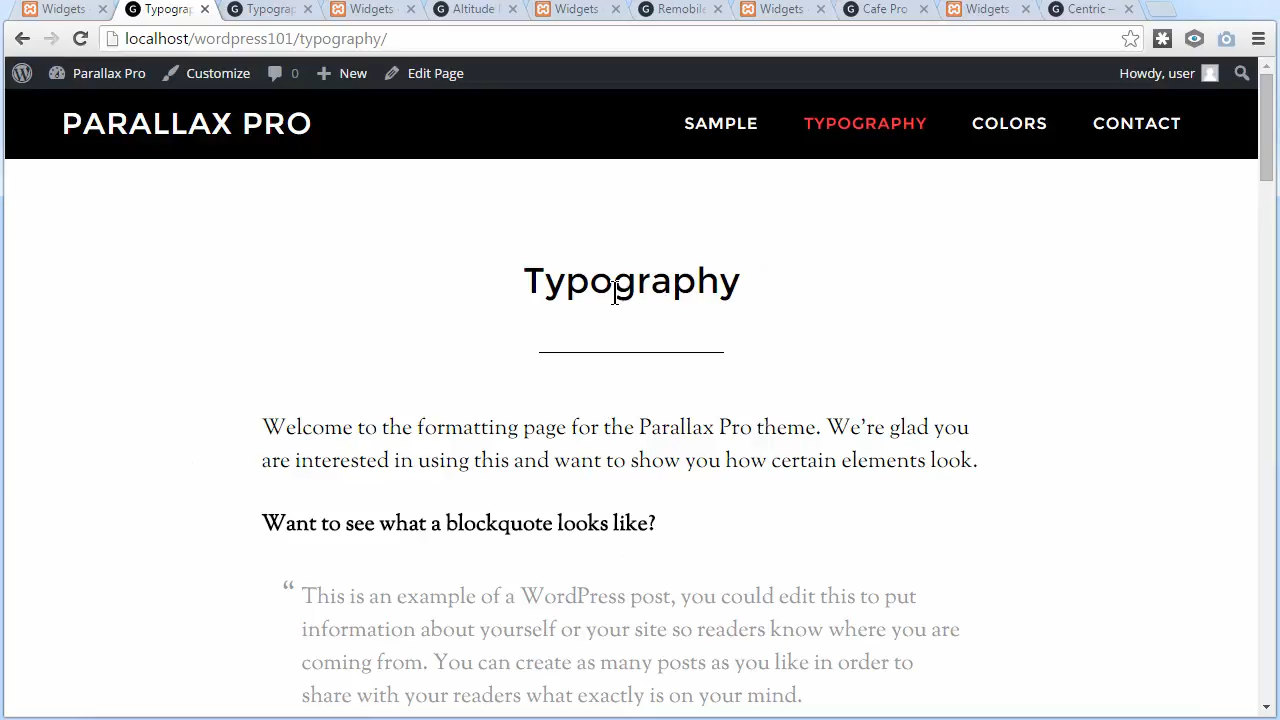 Widgets Typograp Typograp Widgets Altitude Widgets Remobile Widgets Cafe Pro Widgets Centric –
localhost/wordpress101/typography/
Parallax Pro Customize 0 New Edit Page Howdy, user
PARALLAX PRO SAMPLE TYPOGRAPHY COLORS CONTACT
Typography
Welcome to the formatting page for the Parallax Pro theme. We’re glad you
are interested in using this and want to show you how certain elements look.
Want to see what a blockquote looks like?
“ This is an example of a WordPress post, you could edit this to put
information about yourself or your site so readers know where you are
coming from. You can create as many posts as you like in order to
share with your readers what exactly is on your mind.